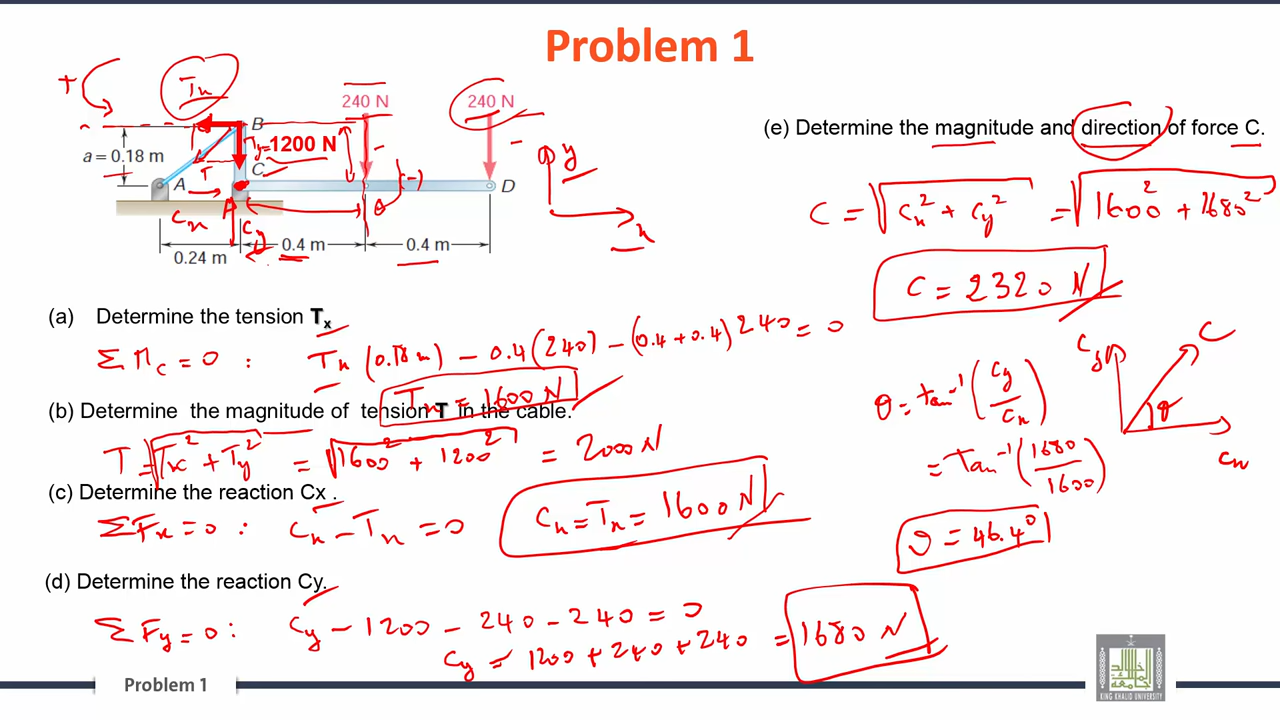 Problem 1
+
Tx
240 N
240 N
B
Ty=1200 N
a = 0.18 m
T
C
A
D
(-)
y
x
Cx
Cy
0.4 m
0.4 m
0.24 m
(a) Determine the tension Tx
ΣMc = 0 : Tx (0.18 m) - 0.4(240) - (0.4+0.4) 240 = 0
Tx = 1600 N
(b) Determine the magnitude of tension T in the cable.
T = √Tx² + Ty² = √1600² + 1200² = 2000 N
(c) Determine the reaction Cx .
ΣFx = 0 : Cx - Tx = 0
Cx = Tx = 1600 N
(d) Determine the reaction Cy.
ΣFy = 0 : Cy - 1200 - 240 - 240 = 0
Cy = 1200 + 240 + 240 = 1680 N
(e) Determine the magnitude and direction of force C.
C = √Cx² + Cy² = √1600² + 1680²
C = 2320 N
Cy
C
θ
Cx
θ = tan⁻¹ (Cy/Cx)
= Tan⁻¹ (1680/1600)
θ = 46.4°
Problem 1
KING KHALID UNIVERSITY